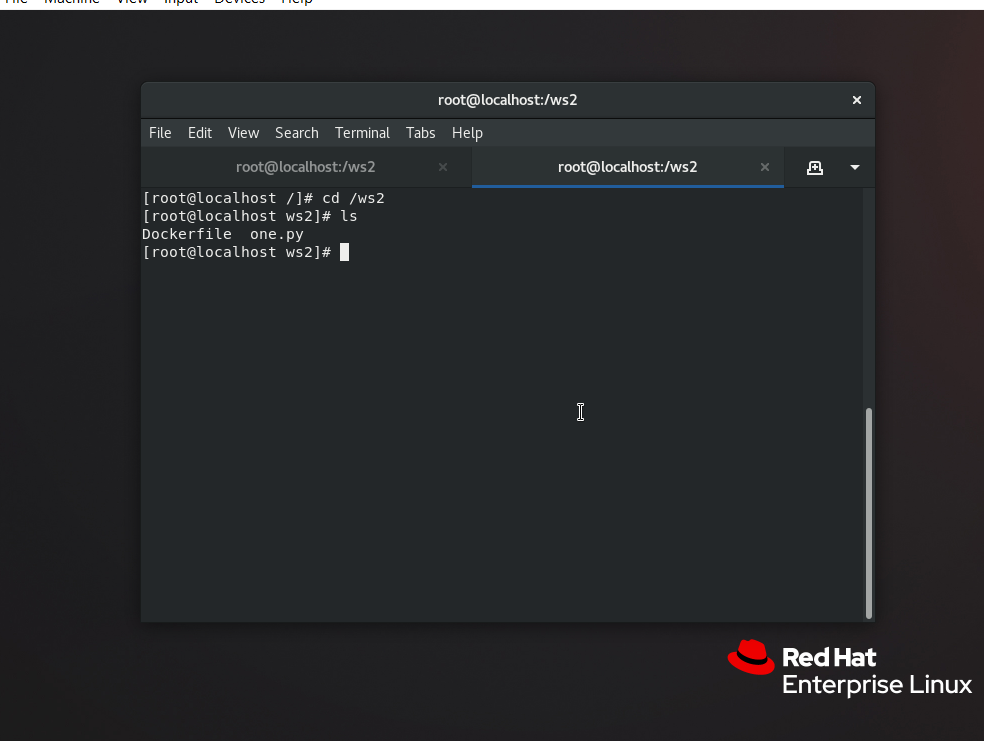 File Machine View Input Devices Help
root@localhost:/ws2
File Edit View Search Terminal Tabs Help
root@localhost:/ws2 root@localhost:/ws2
[root@localhost /]# cd /ws2
[root@localhost ws2]# ls
Dockerfile  one.py
[root@localhost ws2]#
Red Hat
Enterprise Linux